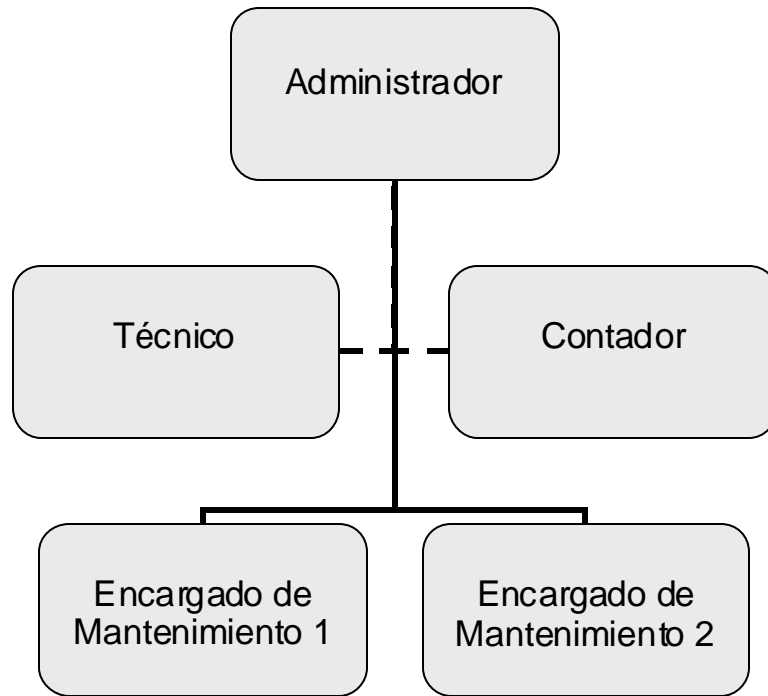 Administrador
Técnico
Contador
Encargado de
Mantenimiento 1
Encargado de
Mantenimiento 2